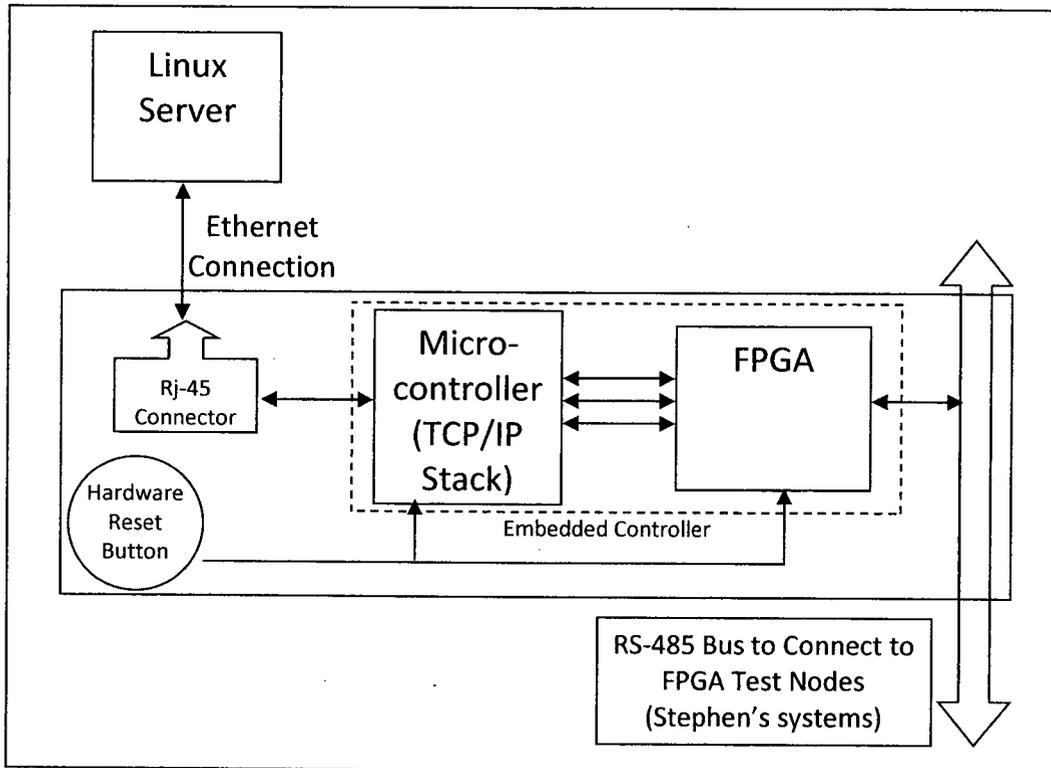 Linux
Server
Ethernet
Connection
Rj-45
Connector
Micro-
controller
(TCP/IP
Stack)
FPGA
Hardware
Reset
Button
Embedded Controller
RS-485 Bus to Connect to
FPGA Test Nodes
(Stephen's systems)